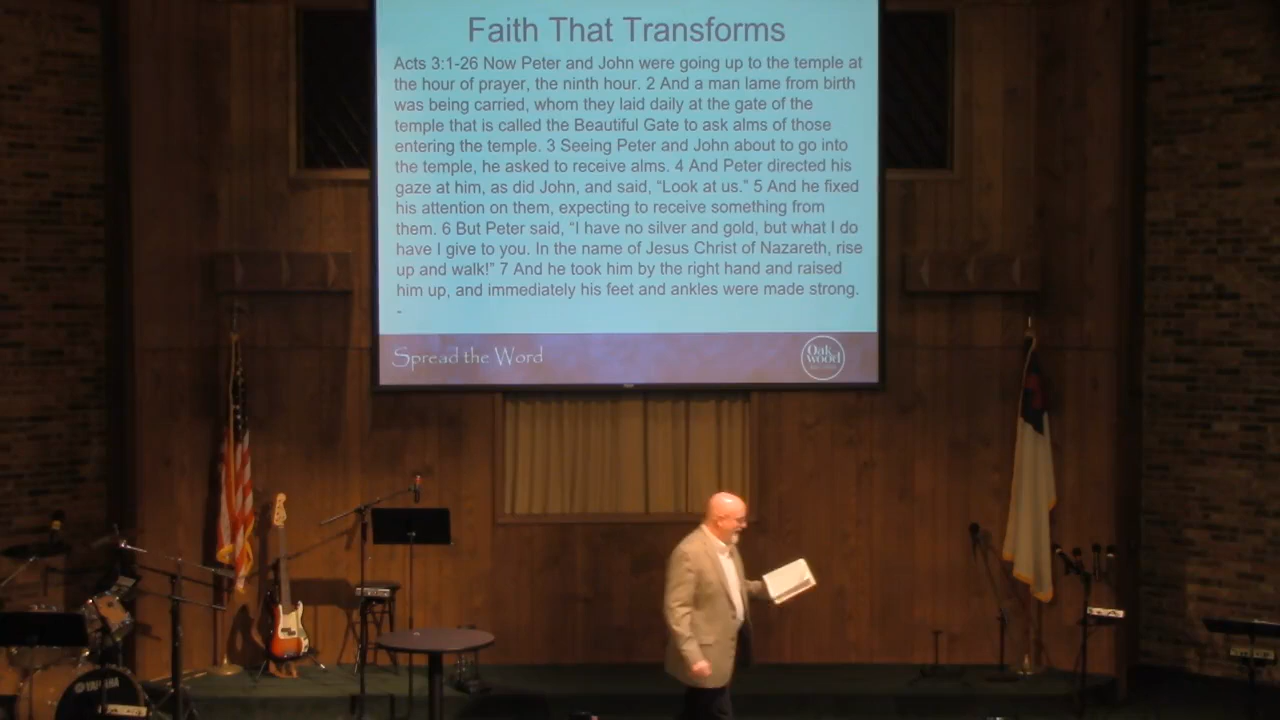 Faith That Transforms
Acts 3:1-26 Now Peter and John were going up to the temple at
the hour of prayer, the ninth hour. 2 And a man lame from birth
was being carried, whom they laid daily at the gate of the
temple that is called the Beautiful Gate to ask alms of those
entering the temple. 3 Seeing Peter and John about to go into
the temple, he asked to receive alms. 4 And Peter directed his
gaze at him, as did John, and said, “Look at us.” 5 And he fixed
his attention on them, expecting to receive something from
them. 6 But Peter said, “I have no silver and gold, but what I do
have I give to you. In the name of Jesus Christ of Nazareth, rise
up and walk!” 7 And he took him by the right hand and raised
him up, and immediately his feet and ankles were made strong.
-
Spread the Word
Oak
wood
YAMAHA